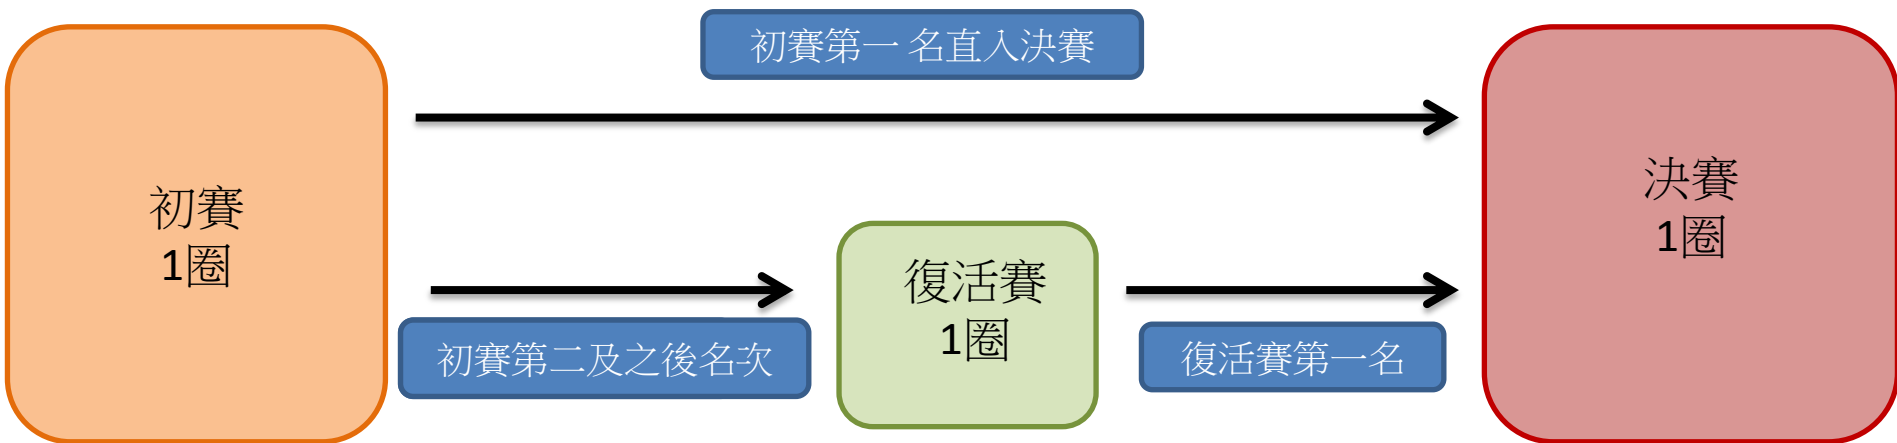 初賽第一名直入決賽
初賽
1圈
決賽
1圈
復活賽
1圈
初賽第二及之後名次
復活賽第一名